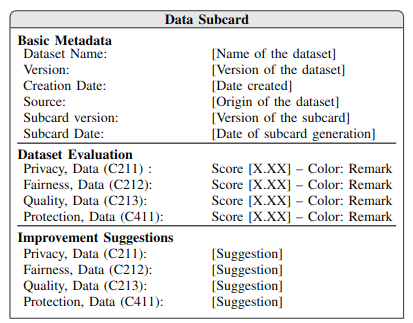 Data Subcard
Basic Metadata
Dataset Name: [Name of the dataset]
Version: [Version of the dataset]
Creation Date: [Date created]
Source: [Origin of the dataset]
Subcard version: [Version of the subcard]
Subcard Date: [Date of subcard generation]
Dataset Evaluation
Privacy, Data (C211) : Score [X.XX] – Color: Remark
Fairness, Data (C212): Score [X.XX] – Color: Remark
Quality, Data (C213): Score [X.XX] – Color: Remark
Protection, Data (C411): Score [X.XX] – Color: Remark
Improvement Suggestions
Privacy, Data (C211): [Suggestion]
Fairness, Data (C212): [Suggestion]
Quality, Data (C213): [Suggestion]
Protection, Data (C411): [Suggestion]